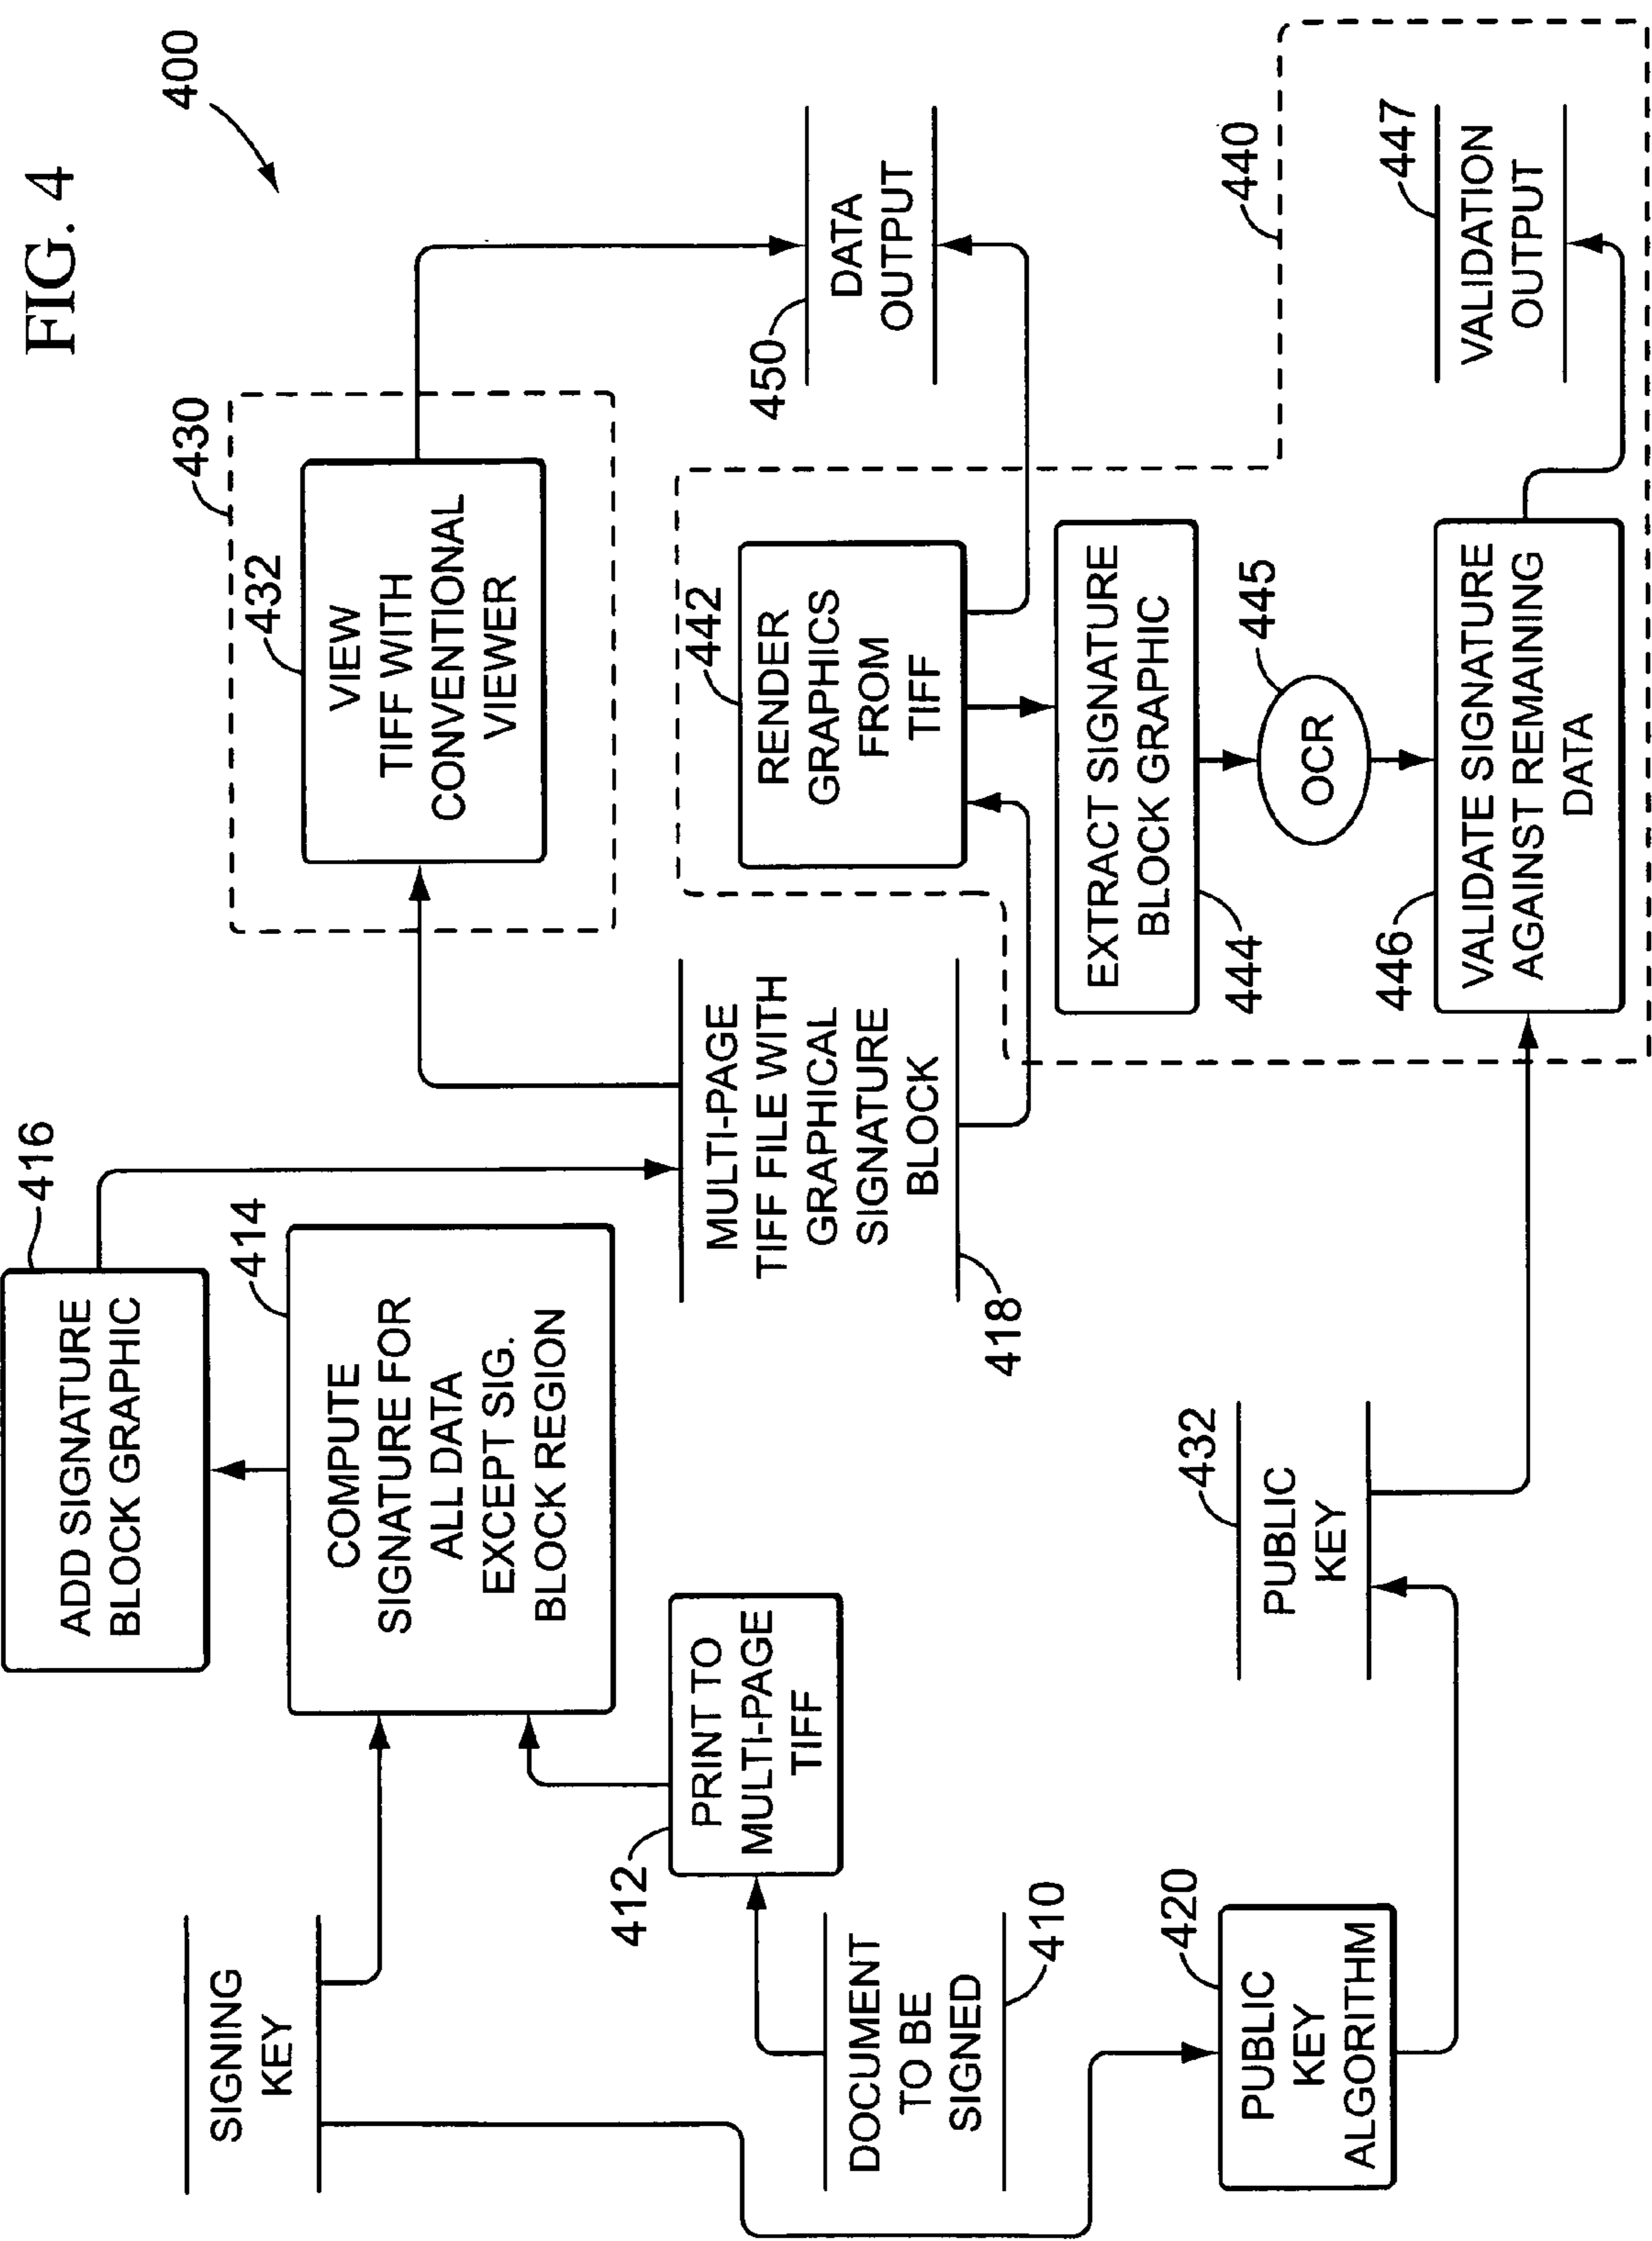 FIG. 4
400
416
ADD SIGNATURE
BLOCK GRAPHIC
414
COMPUTE
SIGNATURE FOR
ALL DATA
EXCEPT SIG.
BLOCK REGION
SIGNING
KEY
412
PRINT TO
MULTI-PAGE
TIFF
DOCUMENT
TO BE
SIGNED
410
MULTI-PAGE
TIFF FILE WITH
GRAPHICAL
SIGNATURE
BLOCK
418
430
432
VIEW
TIFF WITH
CONVENTIONAL
VIEWER
450
DATA
OUTPUT
440
442
RENDER
GRAPHICS
FROM
TIFF
EXTRACT SIGNATURE
BLOCK GRAPHIC
444
445
OCR
446
VALIDATE SIGNATURE
AGAINST REMAINING
DATA
447
VALIDATION
OUTPUT
432
PUBLIC
KEY
420
PUBLIC
KEY
ALGORITHM